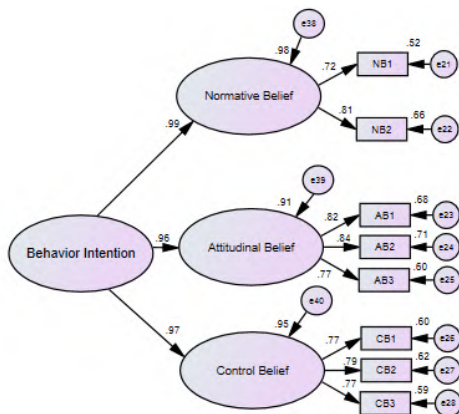 e38
.98
.52
.72
NB1
e21
Normative Belief
.81
.66
NB2
e22
.99
e39
.91
.68
.82
AB1
e23
Behavior Intention
.96
Attitudinal Belief
.84
.71
AB2
e24
.77
.60
AB3
e25
.97
e40
.95
.60
.77
CB1
e26
Control Belief
.79
.62
CB2
e27
.77
.59
CB3
e28